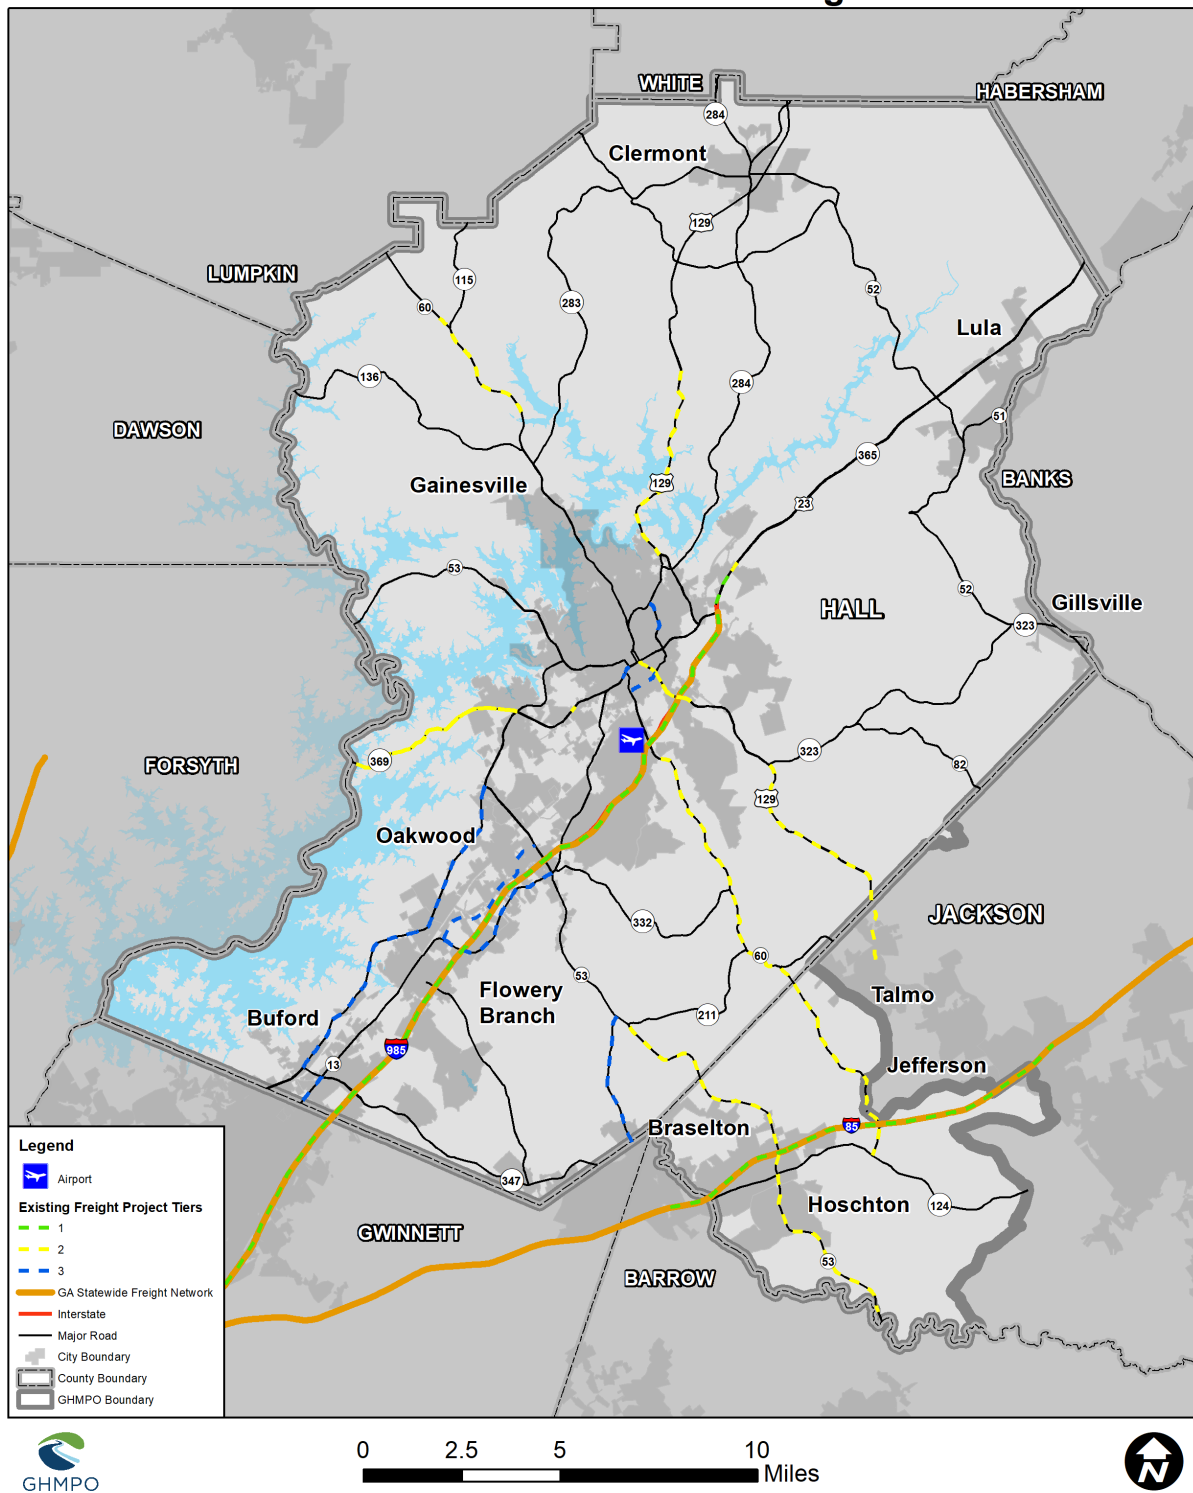 WHITE
HABERSHAM
284
Clermont
129
LUMPKIN
115
60
283
52
Lula
136
284
DAWSON
51
365
BANKS
Gainesville
129
23
53
52
Gillsville
HALL
323
369
FORSYTH
323
82
129
Oakwood
JACKSON
332
60
53
Flowery
Branch
Talmo
Buford
211
985
13
Jefferson
85
Braselton
347
Hoschton
124
GWINNETT
53
BARROW
Legend
Airport
Existing Freight Project Tiers
1
2
3
GA Statewide Freight Network
Interstate
Major Road
City Boundary
County Boundary
GHMPO Boundary
GHMPO
0 2.5 5 10
Miles
N